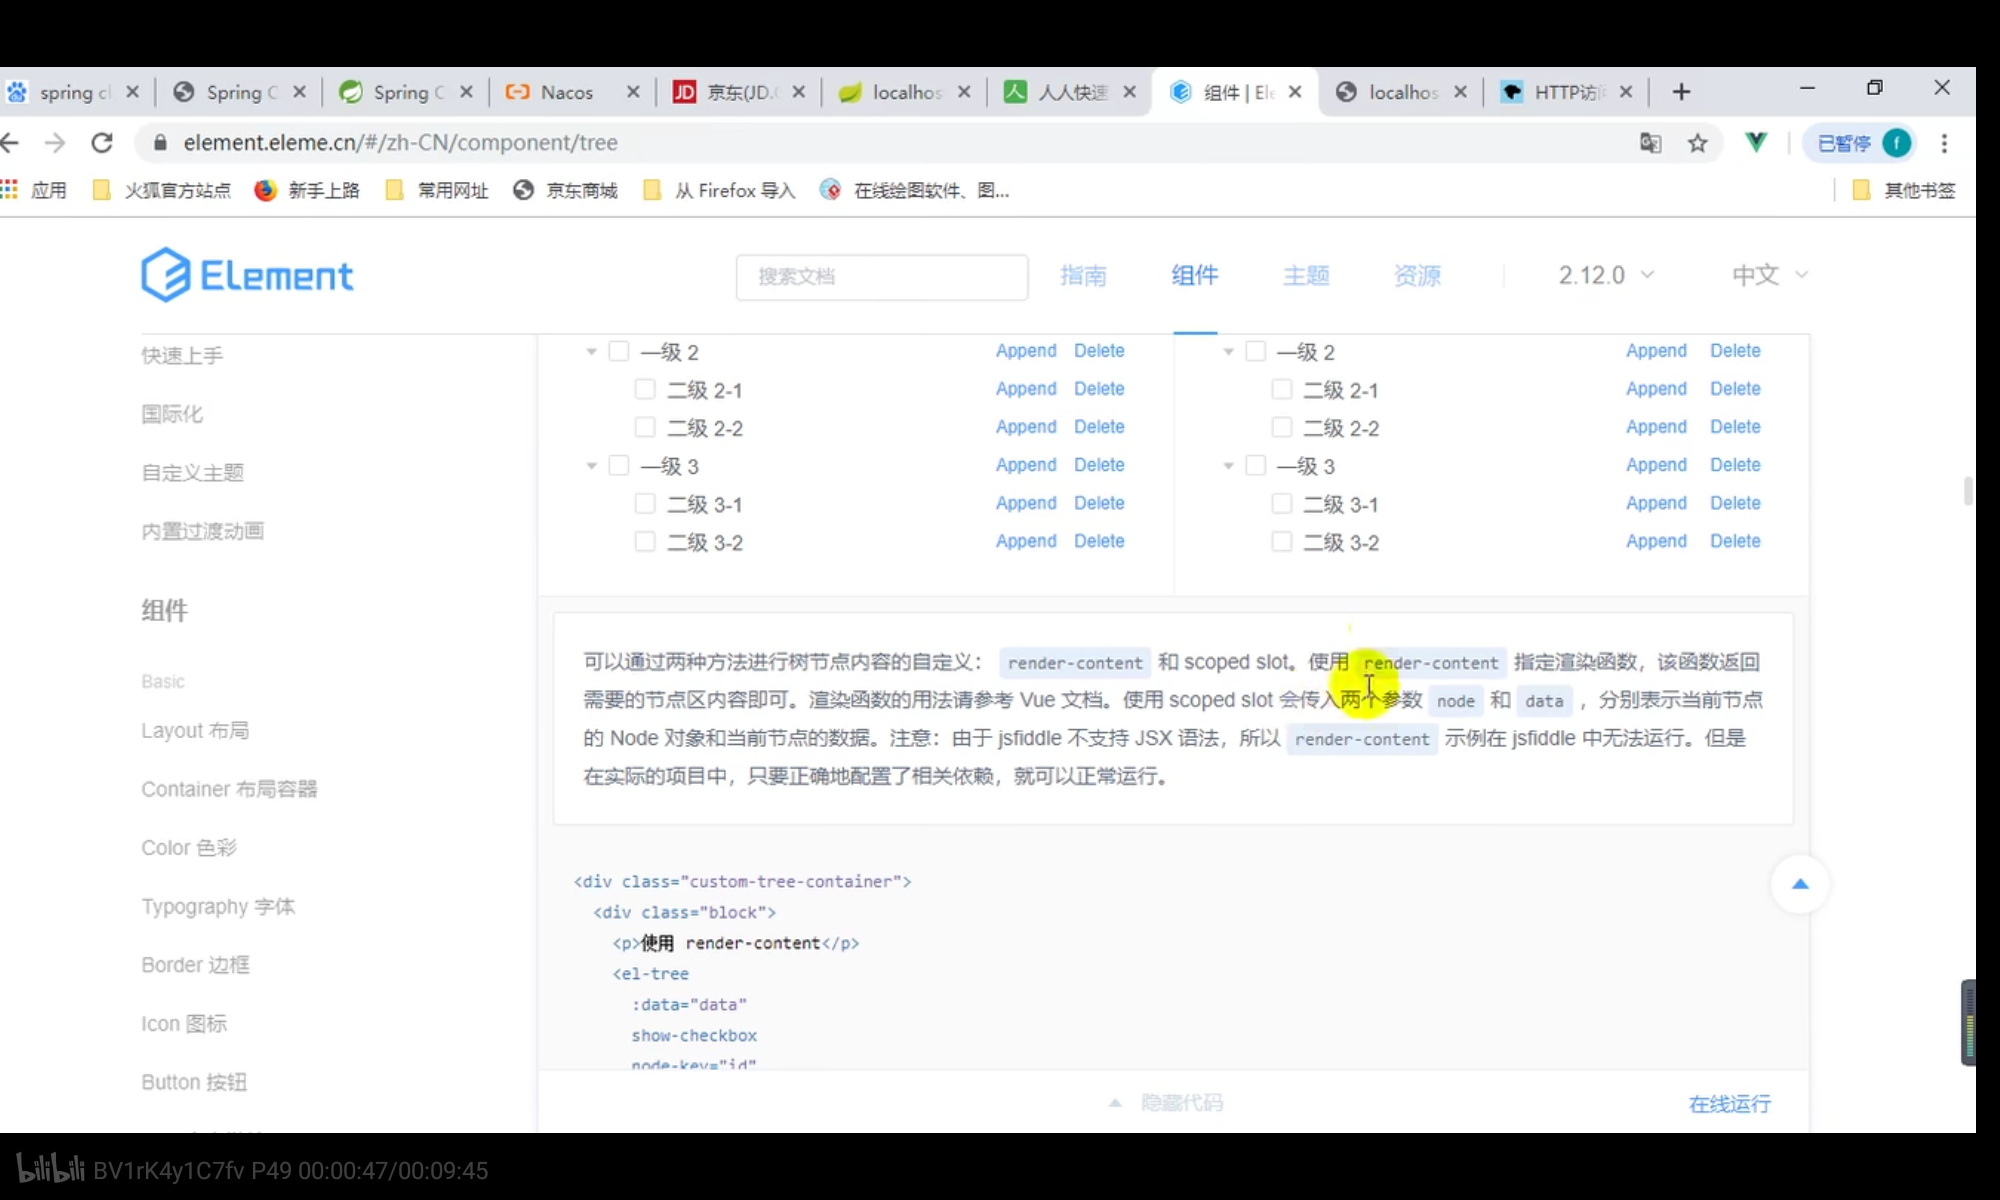 spring cl
Spring C
Spring C
Nacos
京东(JD.C
localhos
人人快速
组件 | Ele
localhos
HTTP访问
element.eleme.cn/#/zh-CN/component/tree
已暂停
f
应用
火狐官方站点
新手上路
常用网址
京东商城
从 Firefox 导入
在线绘图软件、图...
其他书签
Element
搜索文档
指南
组件
主题
资源
2.12.0
中文
快速上手
国际化
自定义主题
内置过渡动画
组件
Basic
Layout 布局
Container 布局容器
Color 色彩
Typography 字体
Border 边框
Icon 图标
Button 按钮
一级 2 Append Delete
二级 2-1 Append Delete
二级 2-2 Append Delete
一级 3 Append Delete
二级 3-1 Append Delete
二级 3-2 Append Delete
一级 2 Append Delete
二级 2-1 Append Delete
二级 2-2 Append Delete
一级 3 Append Delete
二级 3-1 Append Delete
二级 3-2 Append Delete
可以通过两种方法进行树节点内容的自定义： render-content 和 scoped slot。使用 render-content 指定渲染函数，该函数返回
需要的节点区内容即可。渲染函数的用法请参考 Vue 文档。使用 scoped slot 会传入两个参数 node 和 data ，分别表示当前节点
的 Node 对象和当前节点的数据。注意：由于 jsfiddle 不支持 JSX 语法，所以 render-content 示例在 jsfiddle 中无法运行。但是
在实际的项目中，只要正确地配置了相关依赖，就可以正常运行。
<div class="custom-tree-container">
<div class="block">
<p>使用 render-content</p>
<el-tree
:data="data"
show-checkbox
node-key="id"
隐藏代码
在线运行
bilibili BV1rK4y1C7fv P49 00:00:47/00:09:45